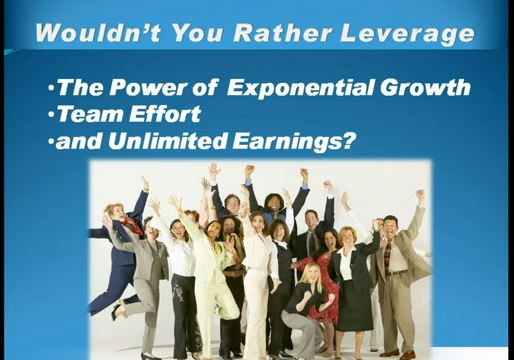 Wouldn't You Rather Leverage
•The Power of Exponential Growth
•Team Effort
•and Unlimited Earnings?